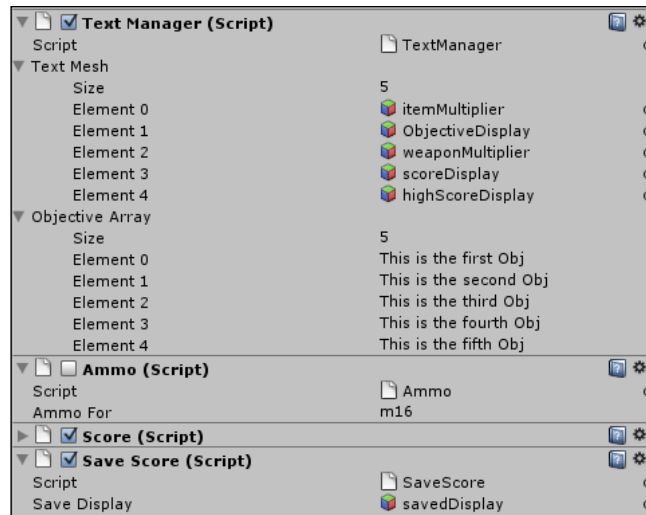 Text Manager (Script)
Script TextManager
Text Mesh
Size 5
Element 0 itemMultiplier
Element 1 ObjectiveDisplay
Element 2 weaponMultiplier
Element 3 scoreDisplay
Element 4 highScoreDisplay
Objective Array
Size 5
Element 0 This is the first Obj
Element 1 This is the second Obj
Element 2 This is the third Obj
Element 3 This is the fourth Obj
Element 4 This is the fifth Obj
Ammo (Script)
Script Ammo
Ammo For m16
Score (Script)
Save Score (Script)
Script SaveScore
Save Display savedDisplay